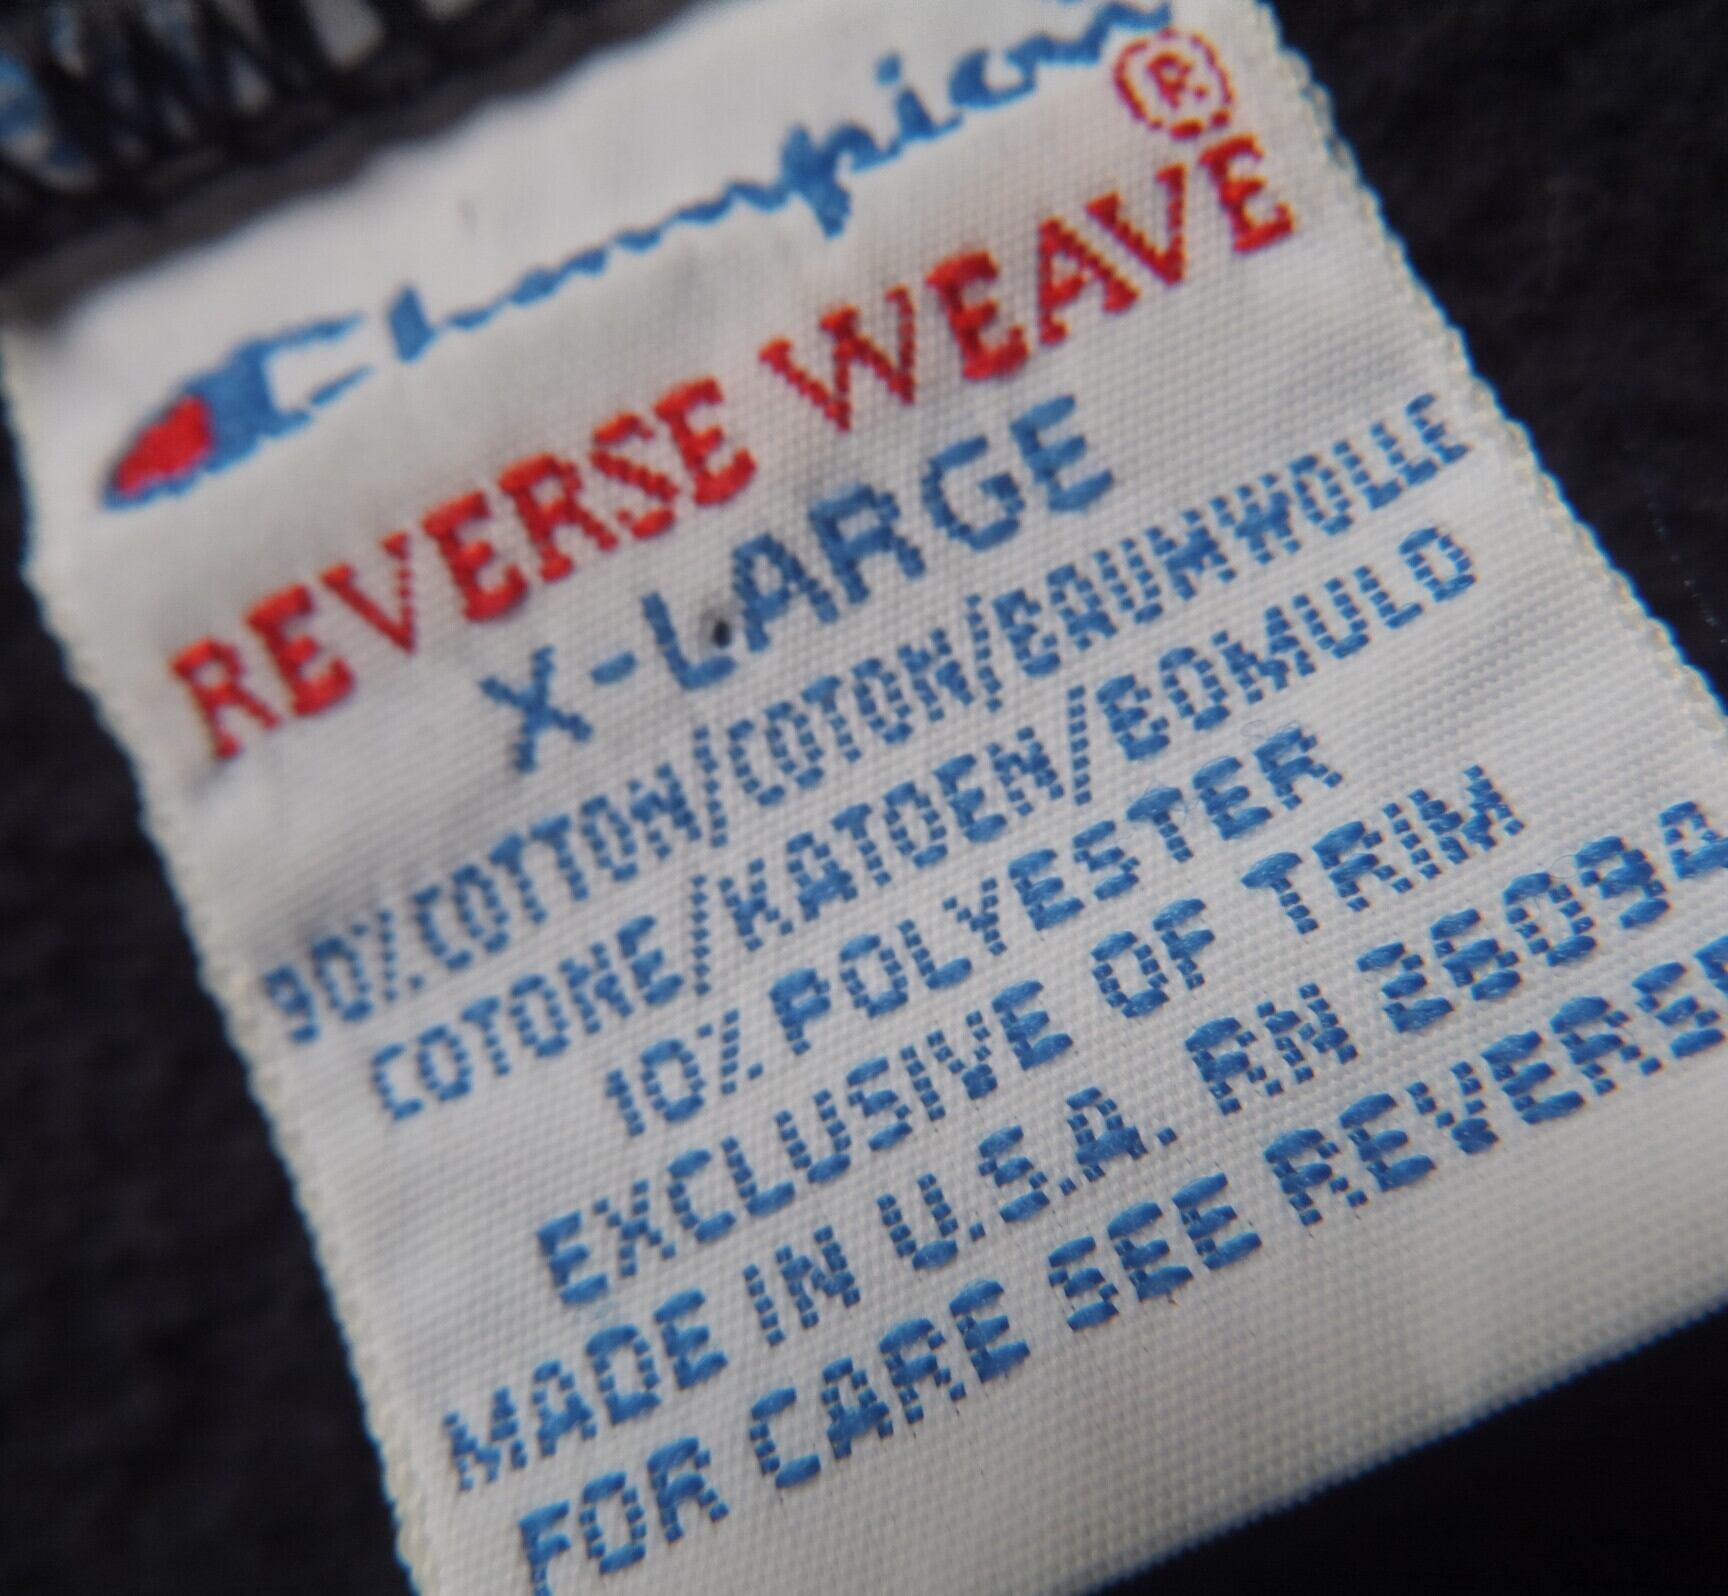 Champion
®
REVERSE WEAVE
X-LARGE
90% COTTON/COTON/BAUMWOLLE
COTONE/KATOEN/BOMULD
10% POLYESTER
EXCLUSIVE OF TRIM
MADE IN U.S.A. RN 26094
FOR CARE SEE REVERSE